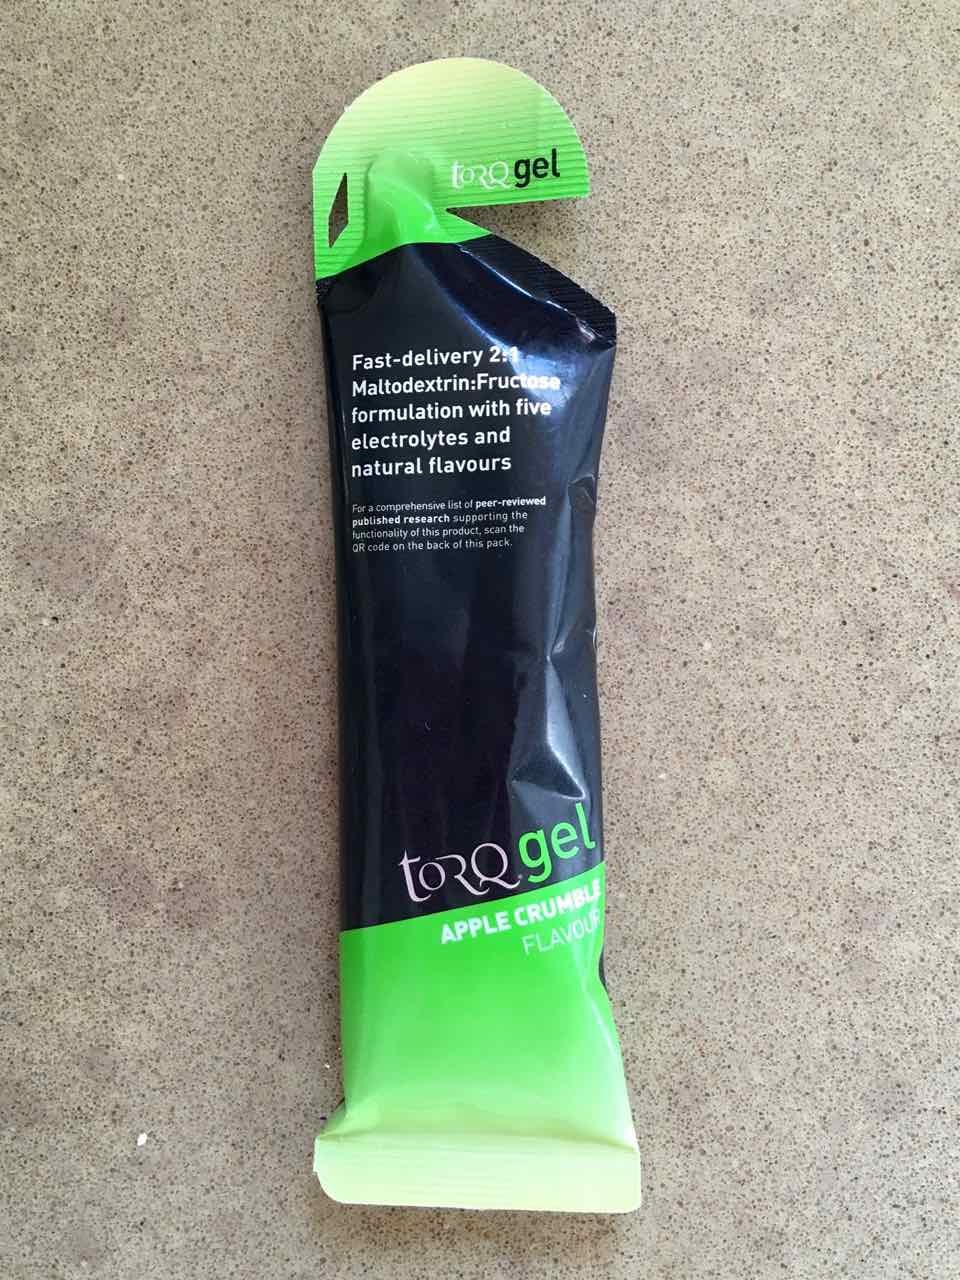 torq gel
Fast-delivery 2:1
Maltodextrin:Fructose
formulation with five
electrolytes and
natural flavours
For a comprehensive list of peer-reviewed
published research supporting the
functionality of this product, scan the
QR code on the back of this pack.
torq gel
APPLE CRUMBLE
FLAVOUR